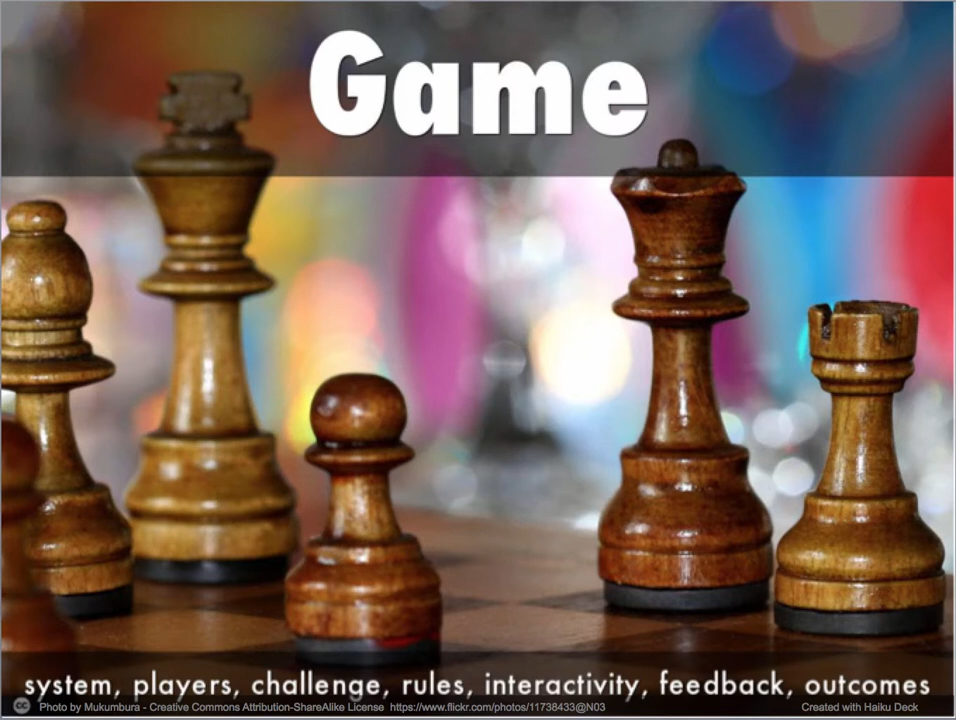 Game
system, players, challenge, rules, interactivity, feedback, outcomes
cc Photo by Mukumbura - Creative Commons Attribution-ShareAlike License https://www.flickr.com/photos/11738433@N03
Created with Haiku Deck